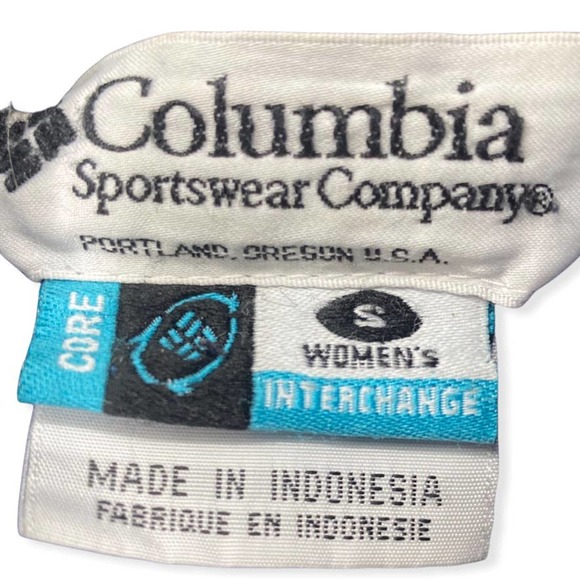 Columbia
Sportswear Company®
PORTLAND, OREGON U.S.A.
CORE
S
WOMEN's
INTERCHANGE
MADE IN INDONESIA
FABRIQUE EN INDONESIE